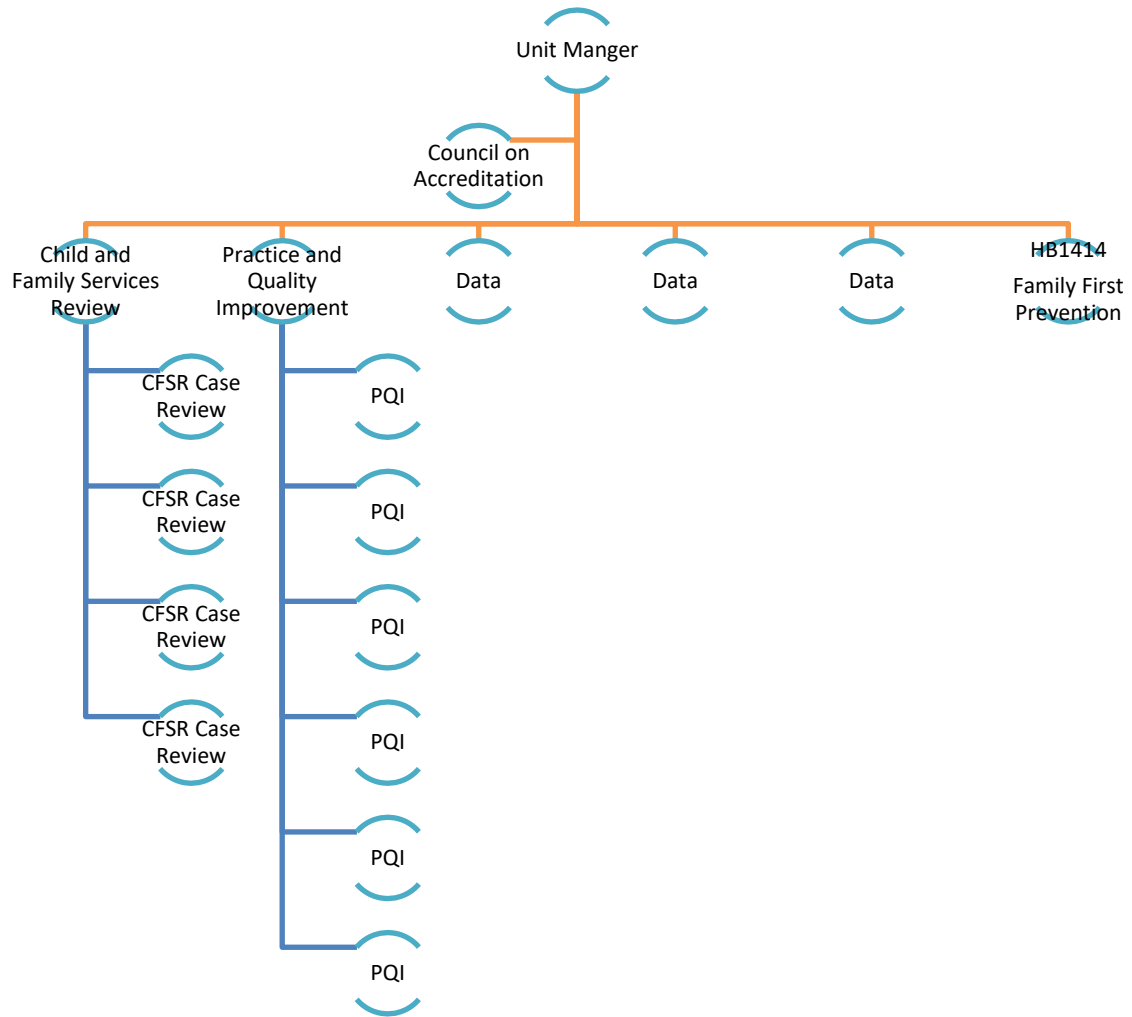 Unit Manger
Council on
Accreditation
Child and
Family Services
Review
Practice and
Quality
Improvement
Data
Data
Data
HB1414
Family First
Prevention
CFSR Case
Review
CFSR Case
Review
CFSR Case
Review
CFSR Case
Review
PQI
PQI
PQI
PQI
PQI
PQI